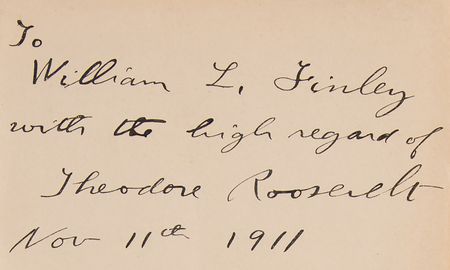 To
William L. Finley
with the high regard of
Theodore Roosevelt
Nov 11th 1911